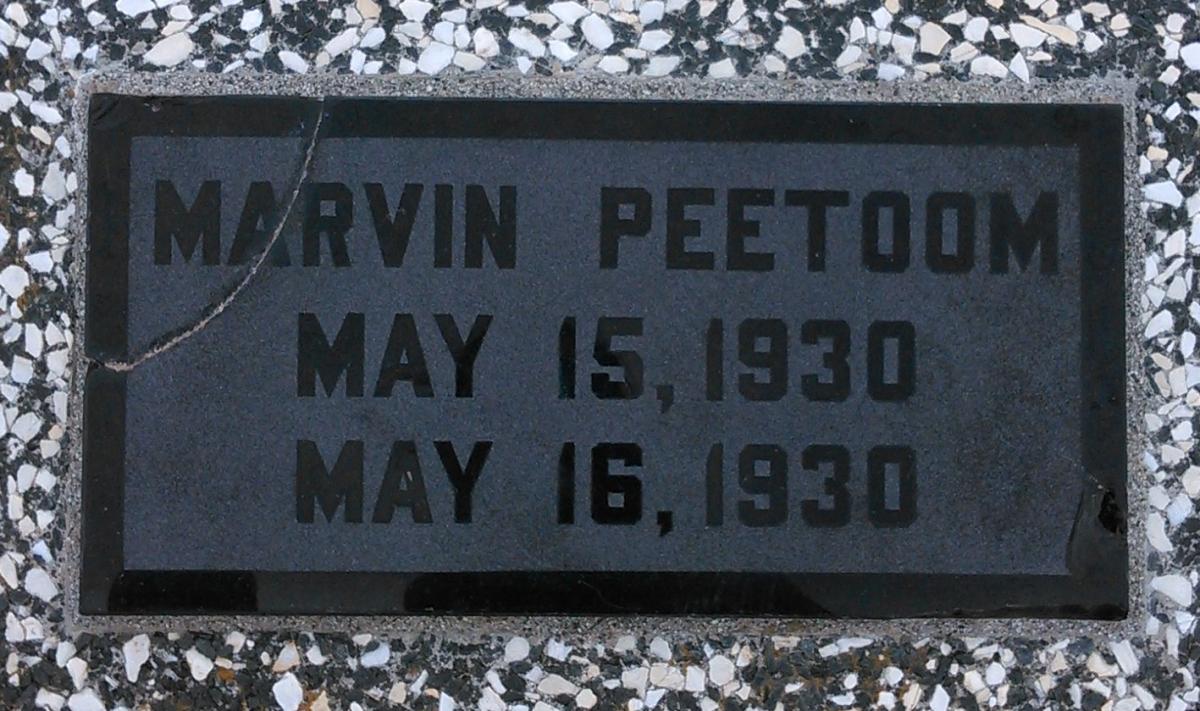 MARVIN PEETOOM
MAY 15, 1930
MAY 16, 1930